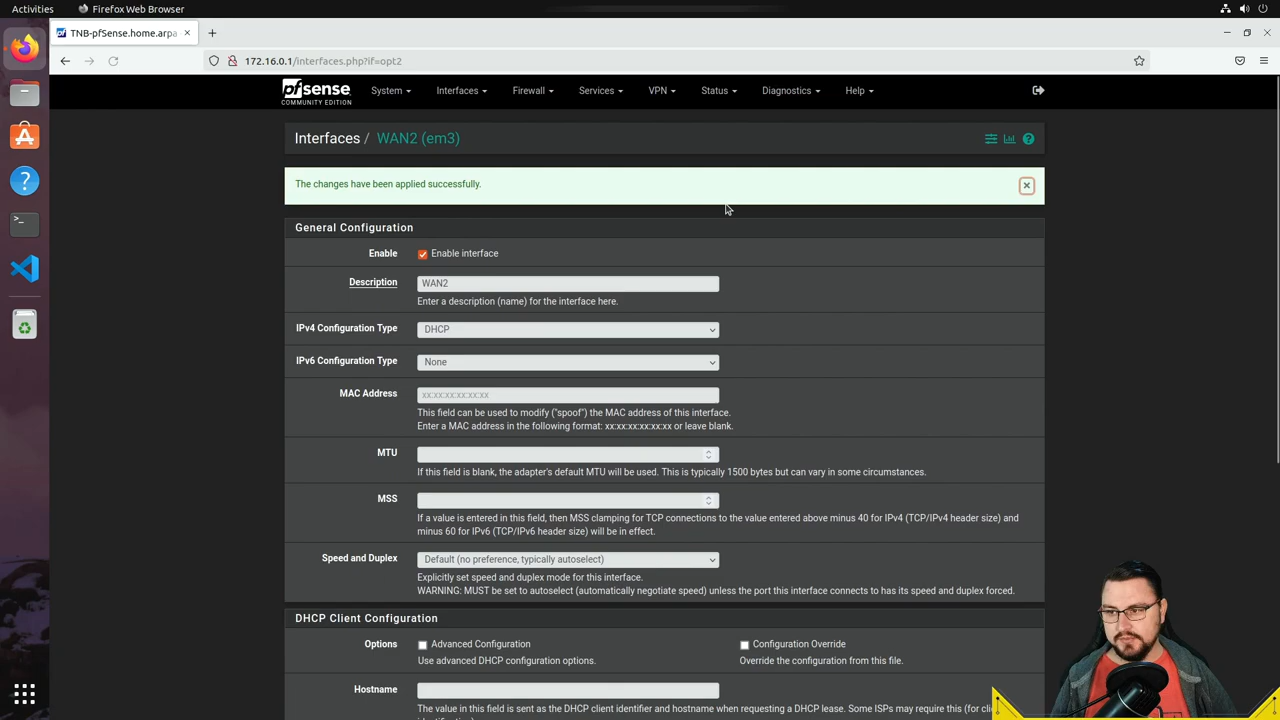 Activities
Firefox Web Browser
TNB-pfSense.home.arpa
172.16.0.1/interfaces.php?if=opt2
pfsense
COMMUNITY EDITION
System
Interfaces
Firewall
Services
VPN
Status
Diagnostics
Help
Interfaces / WAN2 (em3)
The changes have been applied successfully.
General Configuration
Enable
Enable interface
Description
WAN2
Enter a description (name) for the interface here.
IPv4 Configuration Type
DHCP
IPv6 Configuration Type
None
MAC Address
xx:xx:xx:xx:xx:xx
This field can be used to modify ("spoof") the MAC address of this interface.
Enter a MAC address in the following format: xx:xx:xx:xx:xx:xx or leave blank.
MTU
If this field is blank, the adapter's default MTU will be used. This is typically 1500 bytes but can vary in some circumstances.
MSS
If a value is entered in this field, then MSS clamping for TCP connections to the value entered above minus 40 for IPv4 (TCP/IPv4 header size) and
minus 60 for IPv6 (TCP/IPv6 header size) will be in effect.
Speed and Duplex
Default (no preference, typically autoselect)
Explicitly set speed and duplex mode for this interface.
WARNING: MUST be set to autoselect (automatically negotiate speed) unless the port this interface connects to has its speed and duplex forced.
DHCP Client Configuration
Options
Advanced Configuration
Configuration Override
Use advanced DHCP configuration options.
Override the configuration from this file.
Hostname
The value in this field is sent as the DHCP client identifier and hostname when requesting a DHCP lease. Some ISPs may require this (for cli